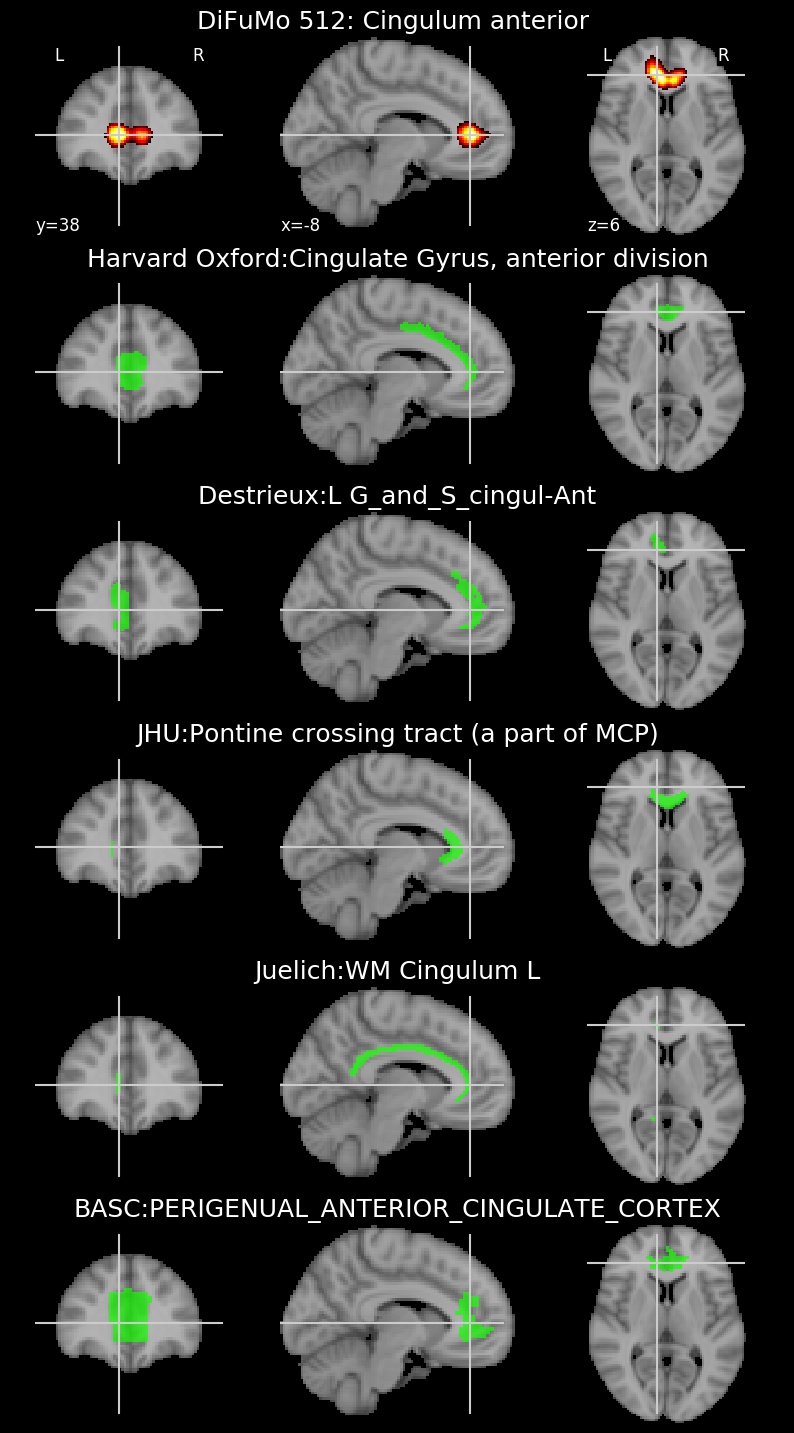 DiFuMo 512: Cingulum anterior
L R L R
y=38 x=-8 z=6
Harvard Oxford:Cingulate Gyrus, anterior division
Destrieux:L G_and_S_cingul-Ant
JHU:Pontine crossing tract (a part of MCP)
Juelich:WM Cingulum L
BASC:PERIGENUAL_ANTERIOR_CINGULATE_CORTEX